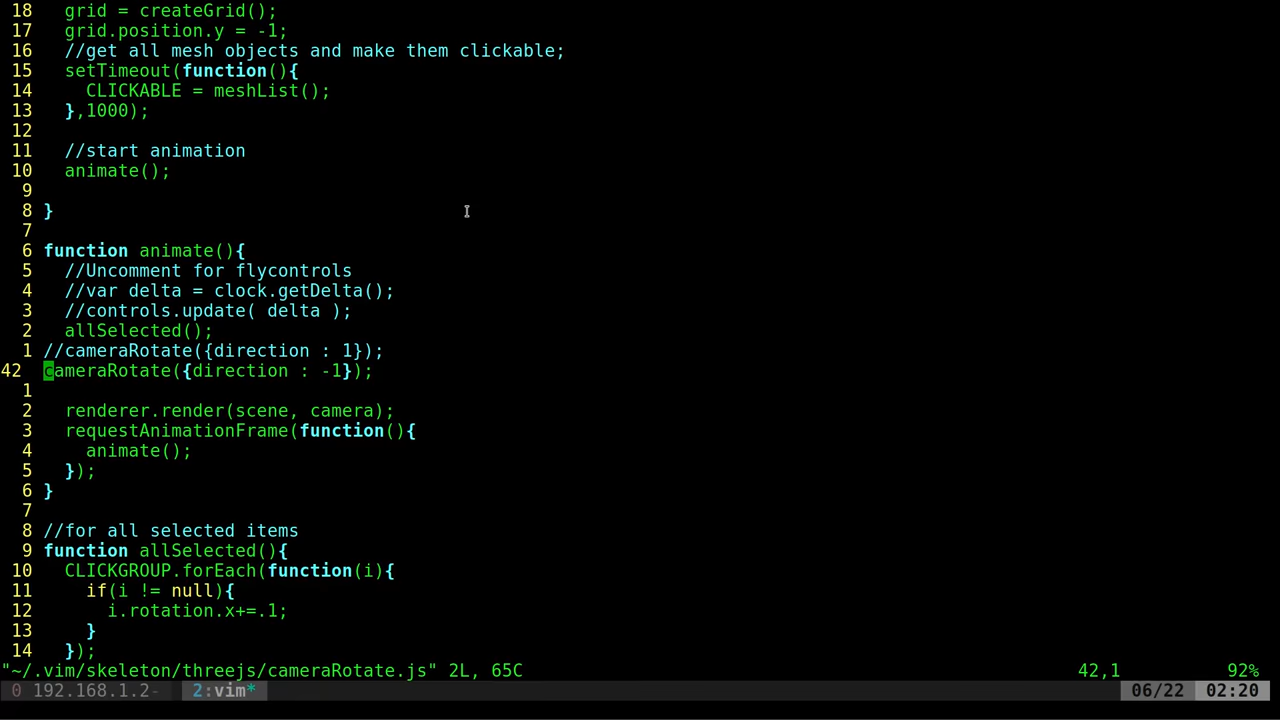 18   grid = createGrid();
17   grid.position.y = -1;
16   //get all mesh objects and make them clickable;
15   setTimeout(function(){
14     CLICKABLE = meshList();
13   },1000);
12
11   //start animation
10   animate();
9
8 }
7
6 function animate(){
5   //Uncomment for flycontrols
4   //var delta = clock.getDelta();
3   //controls.update( delta );
2   allSelected();
1 //cameraRotate({direction : 1});
42 cameraRotate({direction : -1});
1
2   renderer.render(scene, camera);
3   requestAnimationFrame(function(){
4     animate();
5   });
6 }
7
8 //for all selected items
9 function allSelected(){
10   CLICKGROUP.forEach(function(i){
11     if(i != null){
12       i.rotation.x+=.1;
13     }
14   });
"~/.vim/skeleton/threejs/cameraRotate.js" 2L, 65C 42,1 92%
0 192.168.1.2- 2:vim* 06/22 02:20